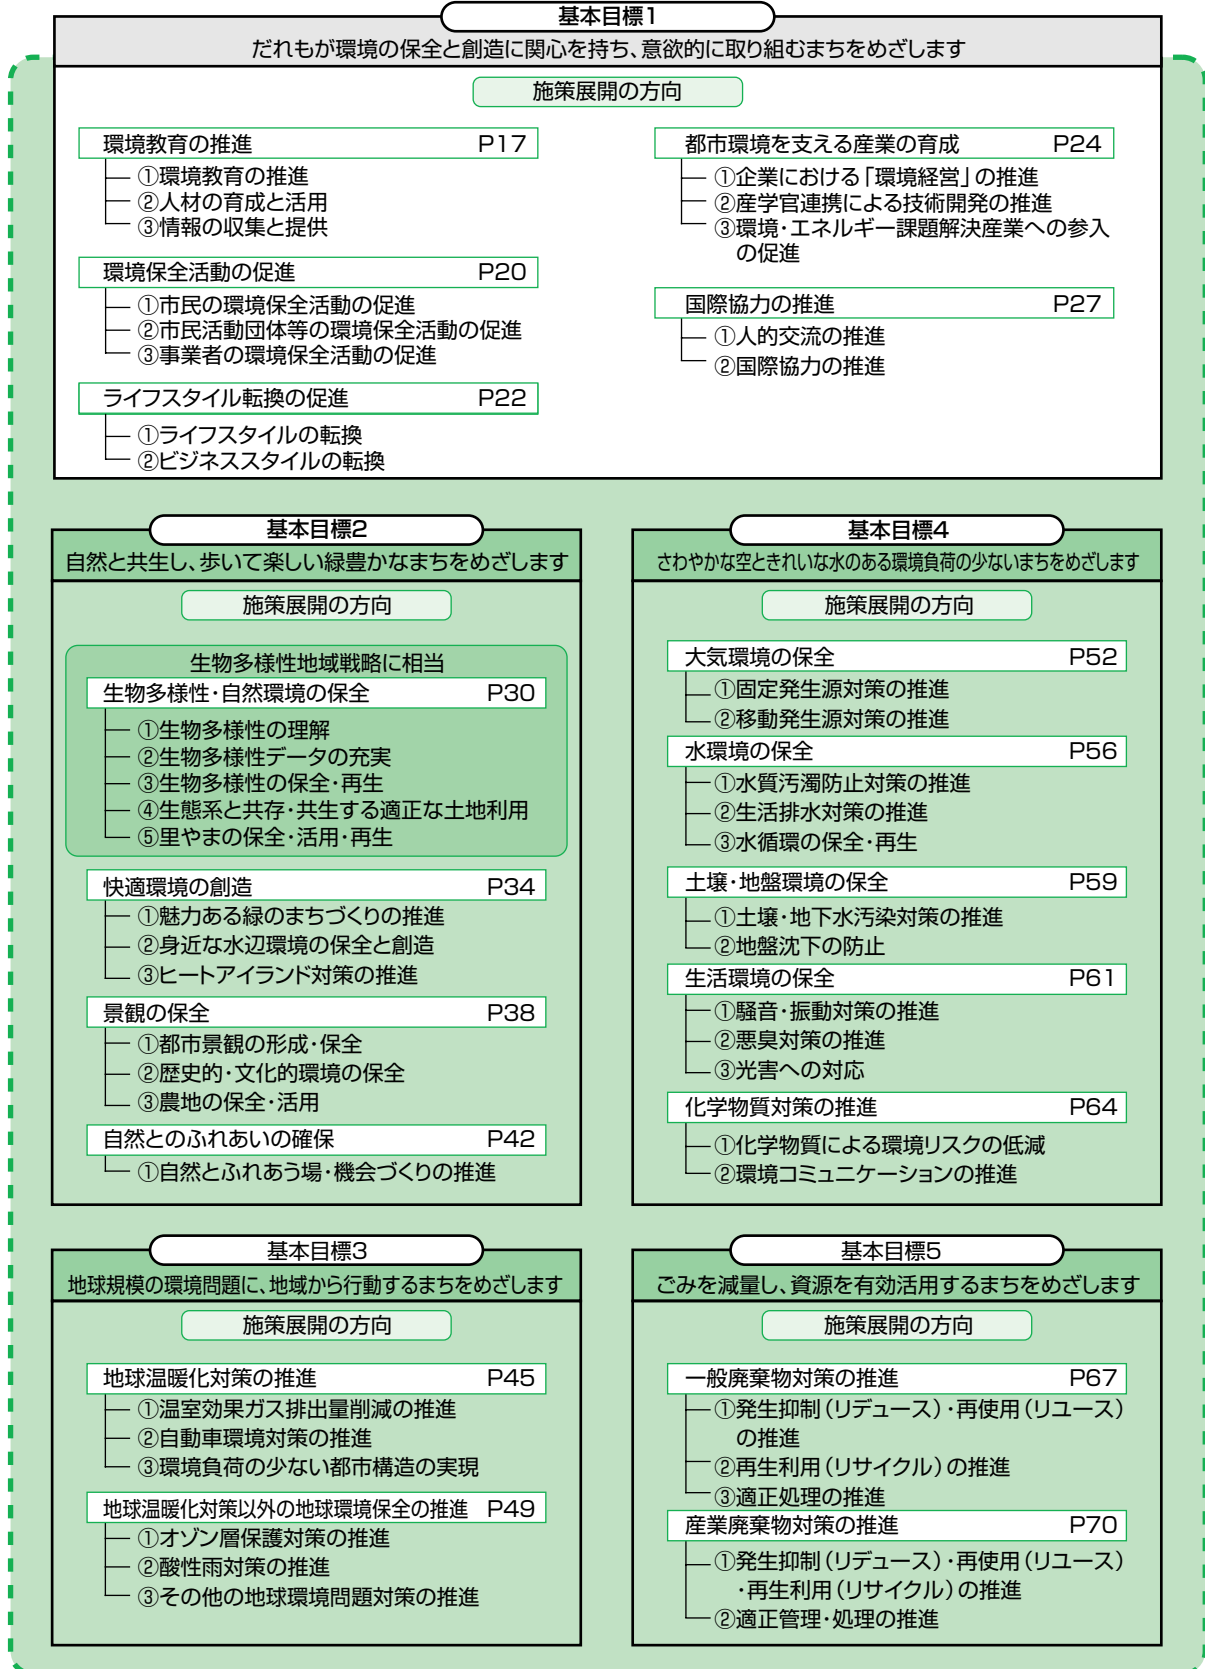 基本目標1
だれもが環境の保全と創造に関心を持ち、意欲的に取り組むまちをめざします
施策展開の方向
環境教育の推進 P17
①環境教育の推進
②人材の育成と活用
③情報の収集と提供
環境保全活動の促進 P20
①市民の環境保全活動の促進
②市民活動団体等の環境保全活動の促進
③事業者の環境保全活動の促進
ライフスタイル転換の促進 P22
①ライフスタイルの転換
②ビジネススタイルの転換
都市環境を支える産業の育成 P24
①企業における「環境経営」の推進
②産学官連携による技術開発の推進
③環境・エネルギー課題解決産業への参入
の促進
国際協力の推進 P27
①人的交流の推進
②国際協力の推進
基本目標2
自然と共生し、歩いて楽しい緑豊かなまちをめざします
施策展開の方向
生物多様性地域戦略に相当
生物多様性・自然環境の保全 P30
①生物多様性の理解
②生物多様性データの充実
③生物多様性の保全・再生
④生態系と共存・共生する適正な土地利用
⑤里やまの保全・活用・再生
快適環境の創造 P34
①魅力ある緑のまちづくりの推進
②身近な水辺環境の保全と創造
③ヒートアイランド対策の推進
景観の保全 P38
①都市景観の形成・保全
②歴史的・文化的環境の保全
③農地の保全・活用
自然とのふれあいの確保 P42
①自然とふれあう場・機会づくりの推進
基本目標3
地球規模の環境問題に、地域から行動するまちをめざします
施策展開の方向
地球温暖化対策の推進 P45
①温室効果ガス排出量削減の推進
②自動車環境対策の推進
③環境負荷の少ない都市構造の実現
地球温暖化対策以外の地球環境保全の推進 P49
①オゾン層保護対策の推進
②酸性雨対策の推進
③その他の地球環境問題対策の推進
基本目標4
さわやかな空ときれいな水のある環境負荷の少ないまちをめざします
施策展開の方向
大気環境の保全 P52
①固定発生源対策の推進
②移動発生源対策の推進
水環境の保全 P56
①水質汚濁防止対策の推進
②生活排水対策の推進
③水循環の保全・再生
土壌・地盤環境の保全 P59
①土壌・地下水汚染対策の推進
②地盤沈下の防止
生活環境の保全 P61
①騒音・振動対策の推進
②悪臭対策の推進
③光害への対応
化学物質対策の推進 P64
①化学物質による環境リスクの低減
②環境コミュニケーションの推進
基本目標5
ごみを減量し、資源を有効活用するまちをめざします
施策展開の方向
一般廃棄物対策の推進 P67
①発生抑制（リデュース）・再使用（リユース）
の推進
②再生利用（リサイクル）の推進
③適正処理の推進
産業廃棄物対策の推進 P70
①発生抑制（リデュース）・再使用（リユース）
・再生利用（リサイクル）の推進
②適正管理・処理の推進